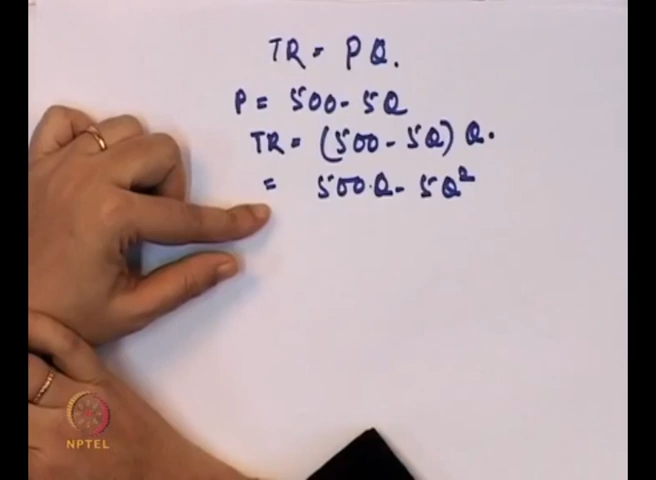 TR = PQ.
P = 500 - 5Q
TR = (500 - 5Q) Q.
= 500.Q - 5Q²
NPTEL